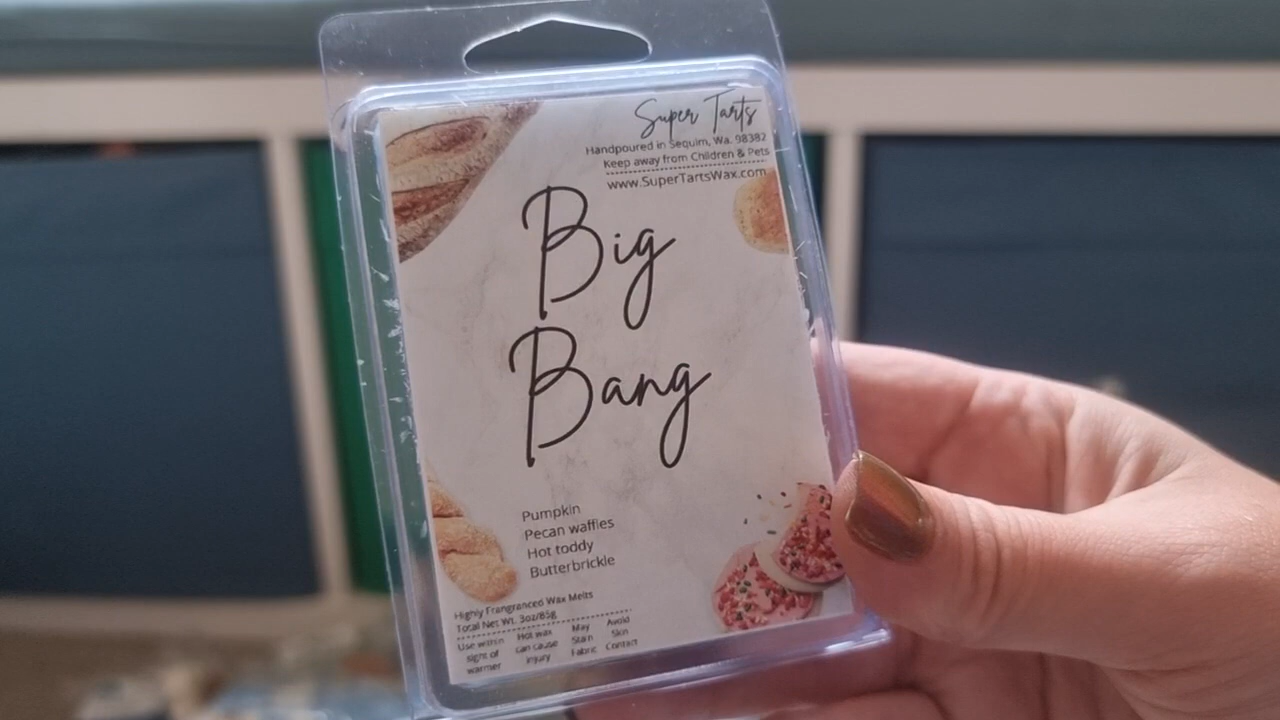 Super Tarts
Handpoured in Sequim, Wa. 98382
Keep away from Children & Pets
www.SuperTartsWax.com
Big
Bang
Pumpkin
Pecan waffles
Hot toddy
Butterbrickle
Highly Frangranced Wax Melts
Total Net Wt. 3oz/85g
Use within sight of warmer
Hot wax can cause injury
May Stain Fabric
Avoid Skin Contact